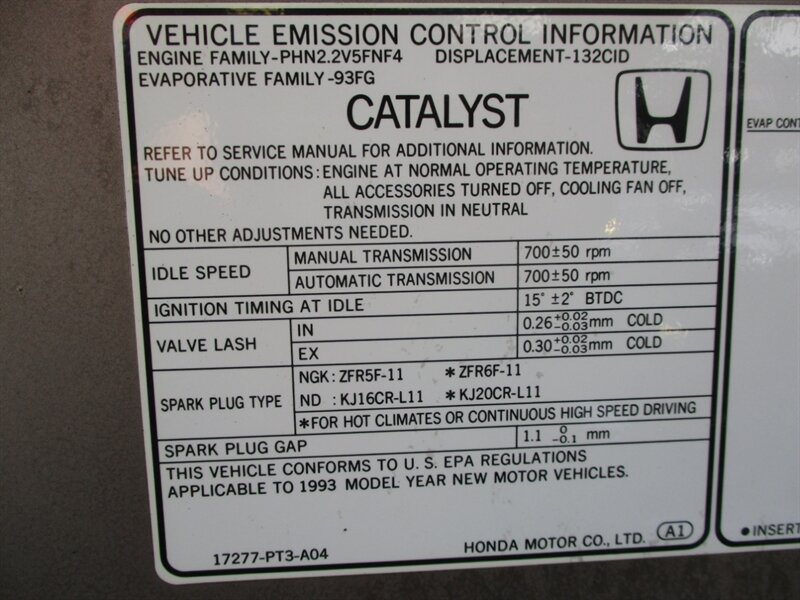 VEHICLE EMISSION CONTROL INFORMATION
ENGINE FAMILY-PHN2.2V5FNF4 DISPLACEMENT-132CID
EVAPORATIVE FAMILY-93FG
CATALYST
REFER TO SERVICE MANUAL FOR ADDITIONAL INFORMATION.
TUNE UP CONDITIONS: ENGINE AT NORMAL OPERATING TEMPERATURE,
ALL ACCESSORIES TURNED OFF, COOLING FAN OFF,
TRANSMISSION IN NEUTRAL
NO OTHER ADJUSTMENTS NEEDED.
IDLE SPEED
MANUAL TRANSMISSION 700±50 rpm
AUTOMATIC TRANSMISSION 700±50 rpm
IGNITION TIMING AT IDLE 15° ±2° BTDC
VALVE LASH
IN 0.26 +0.02 -0.03 mm COLD
EX 0.30 +0.02 -0.03 mm COLD
SPARK PLUG TYPE
NGK: ZFR5F-11 *ZFR6F-11
ND : KJ16CR-L11 *KJ20CR-L11
*FOR HOT CLIMATES OR CONTINUOUS HIGH SPEED DRIVING
SPARK PLUG GAP 1.1 0 -0.1 mm
THIS VEHICLE CONFORMS TO U. S. EPA REGULATIONS
APPLICABLE TO 1993 MODEL YEAR NEW MOTOR VEHICLES.
17277-PT3-A04 HONDA MOTOR CO., LTD. A1
EVAP CONT
●INSERT